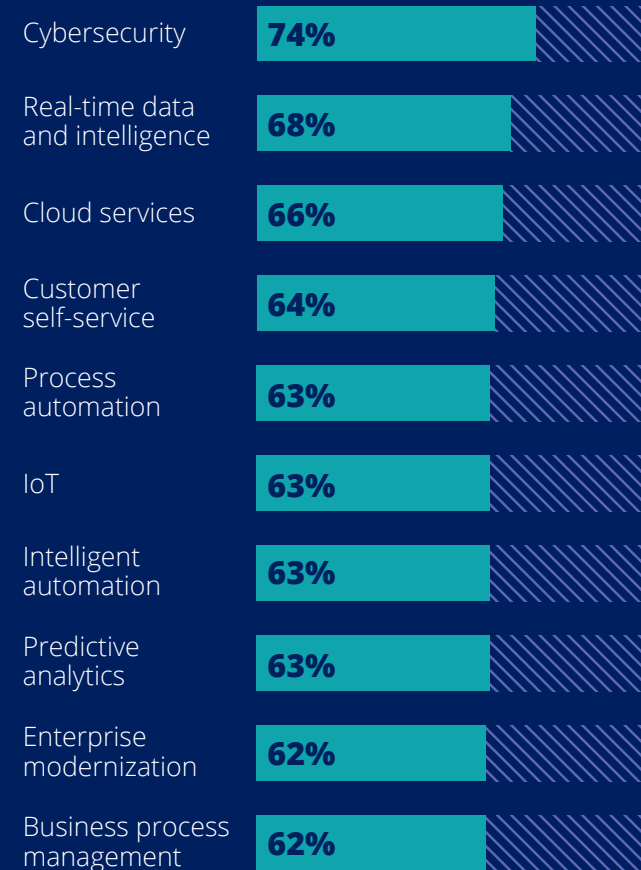 Cybersecurity
74%
Real-time data
and intelligence
68%
Cloud services
66%
Customer
self-service
64%
Process
automation
63%
IoT
63%
Intelligent
automation
63%
Predictive
analytics
63%
Enterprise
modernization
62%
Business process
management
62%